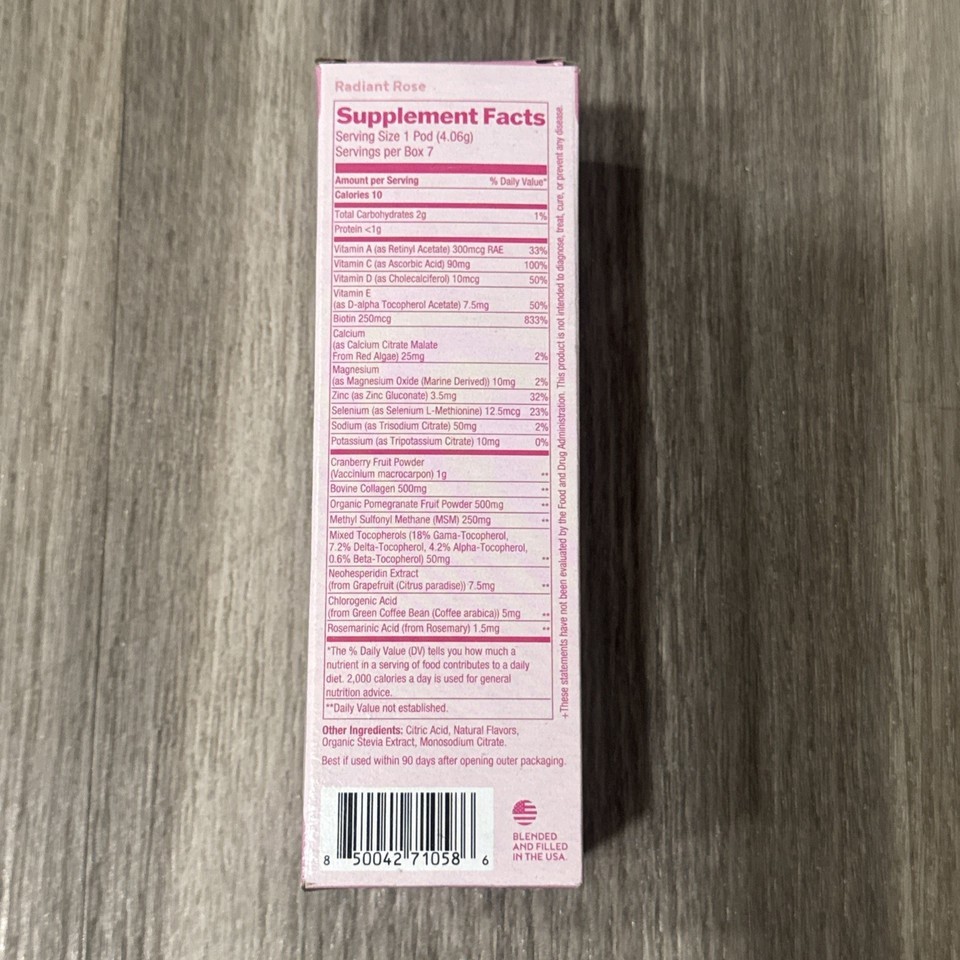 Radiant Rose
Supplement Facts
Serving Size 1 Pod (4.06g)
Servings per Box 7
Amount per Serving % Daily Value*
Calories 10
Total Carbohydrates 2g 1%
Protein <1g
Vitamin A (as Retinyl Acetate) 300mcg RAE 33%
Vitamin C (as Ascorbic Acid) 90mg 100%
Vitamin D (as Cholecalciferol) 10mcg 50%
Vitamin E
(as D-alpha Tocopherol Acetate) 7.5mg 50%
Biotin 250mcg 833%
Calcium
(as Calcium Citrate Malate
From Red Algae) 25mg 2%
Magnesium
(as Magnesium Oxide (Marine Derived)) 10mg 2%
Zinc (as Zinc Gluconate) 3.5mg 32%
Selenium (as Selenium L-Methionine) 12.5mcg 23%
Sodium (as Trisodium Citrate) 50mg 2%
Potassium (as Tripotassium Citrate) 10mg 0%
Cranberry Fruit Powder
(Vaccinium macrocarpon) 1g **
Bovine Collagen 500mg **
Organic Pomegranate Fruit Powder 500mg **
Methyl Sulfonyl Methane (MSM) 250mg **
Mixed Tocopherols (18% Gama-Tocopherol,
7.2% Delta-Tocopherol, 4.2% Alpha-Tocopherol,
0.6% Beta-Tocopherol) 50mg **
Neohesperidin Extract
(from Grapefruit (Citrus paradise)) 7.5mg **
Chlorogenic Acid
(from Green Coffee Bean (Coffee arabica)) 5mg **
Rosemarinic Acid (from Rosemary) 1.5mg **
*The % Daily Value (DV) tells you how much a
nutrient in a serving of food contributes to a daily
diet. 2,000 calories a day is used for general
nutrition advice.
**Daily Value not established.
Other Ingredients: Citric Acid, Natural Flavors,
Organic Stevia Extract, Monosodium Citrate.
Best if used within 90 days after opening outer packaging.
+These statements have not been evaluated by the Food and Drug Administration. This product is not intended to diagnose, treat, cure, or prevent any disease.
8 50042 71058 6
BLENDED
AND FILLED
IN THE USA.